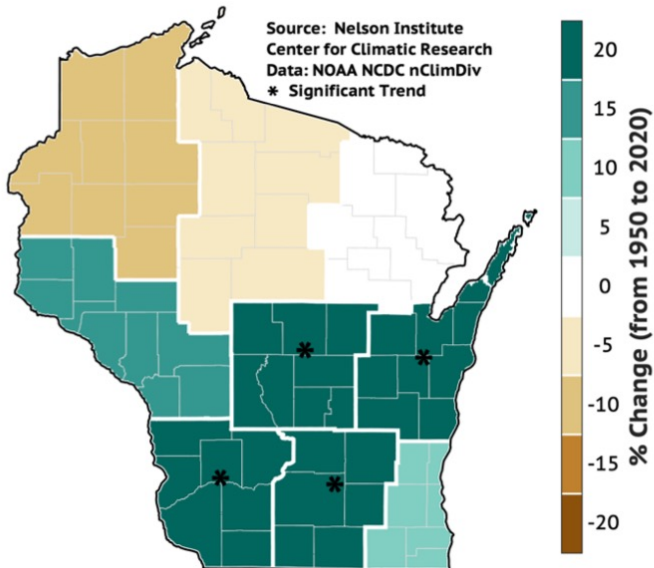 Source: Nelson Institute
Center for Climatic Research
Data: NOAA NCDC nClimDiv
* Significant Trend
20
15
10
5
0
-5
-10
-15
-20
% Change (from 1950 to 2020)
*
*
*
*